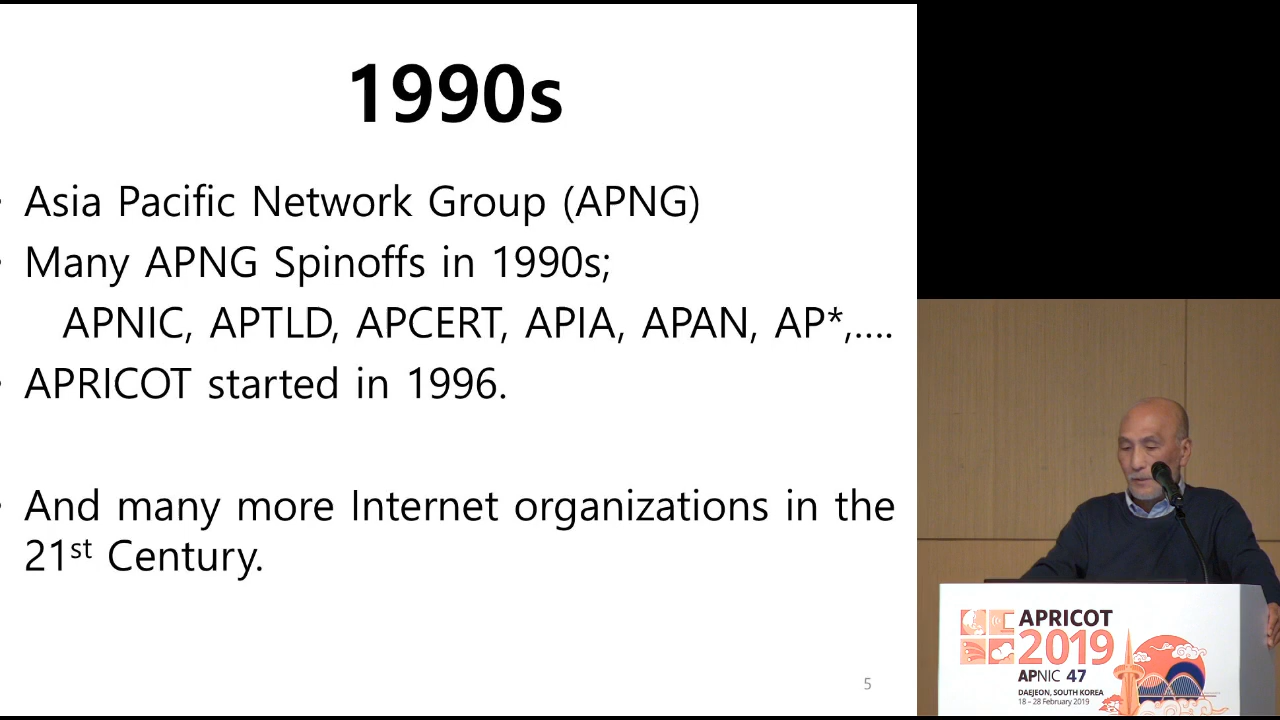 1990s
• Asia Pacific Network Group (APNG)
• Many APNG Spinoffs in 1990s;
APNIC, APTLD, APCERT, APIA, APAN, AP*,....
• APRICOT started in 1996.
• And many more Internet organizations in the
21st Century.
5
APRICOT
2019
APNIC 47
DAEJEON, SOUTH KOREA
18 – 28 February 2019